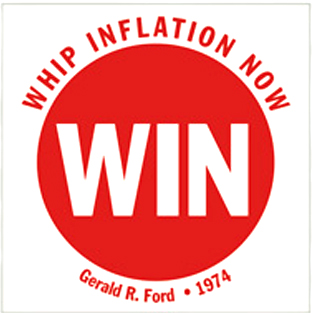 WHIP INFLATION NOW
WIN
Gerald R. Ford • 1974